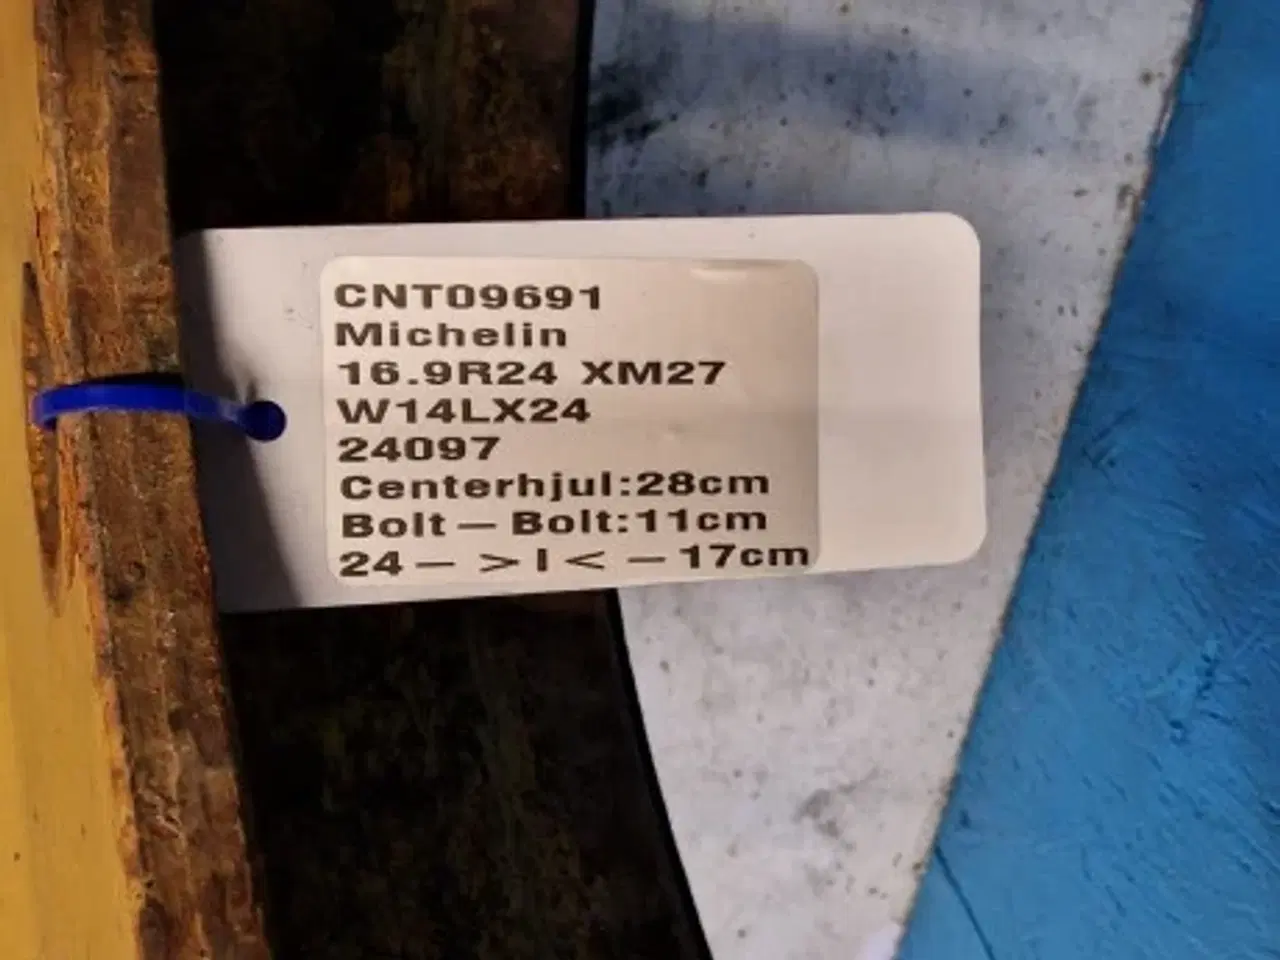 CNT09691
Michelin
16.9R24 XM27
W14LX24
24097
Centerhjul:28cm
Bolt – Bolt:11cm
24 – >I< – 17cm